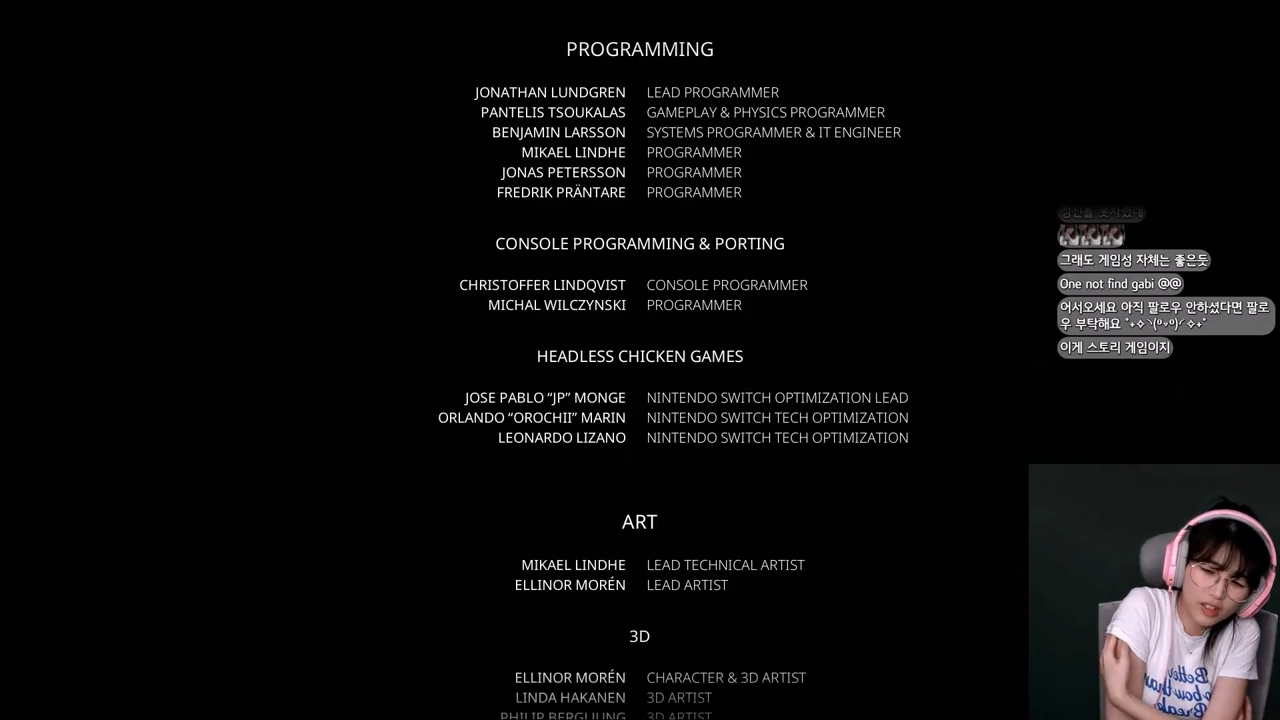 PROGRAMMING
JONATHAN LUNDGREN LEAD PROGRAMMER
PANTELIS TSOUKALAS GAMEPLAY & PHYSICS PROGRAMMER
BENJAMIN LARSSON SYSTEMS PROGRAMMER & IT ENGINEER
MIKAEL LINDHE PROGRAMMER
JONAS PETERSSON PROGRAMMER
FREDRIK PRÄNTARE PROGRAMMER
CONSOLE PROGRAMMING & PORTING
CHRISTOFFER LINDQVIST CONSOLE PROGRAMMER
MICHAL WILCZYNSKI PROGRAMMER
HEADLESS CHICKEN GAMES
JOSE PABLO “JP” MONGE NINTENDO SWITCH OPTIMIZATION LEAD
ORLANDO “OROCHII” MARIN NINTENDO SWITCH TECH OPTIMIZATION
LEONARDO LIZANO NINTENDO SWITCH TECH OPTIMIZATION
ART
MIKAEL LINDHE LEAD TECHNICAL ARTIST
ELLINOR MORÉN LEAD ARTIST
3D
ELLINOR MORÉN CHARACTER & 3D ARTIST
LINDA HAKANEN 3D ARTIST
PHILIP BERGLJUNG 3D ARTIST
그래도 게임성 자체는 좋은듯
One not find gabi @@
어서오세요 아직 팔로우 안하셨다면 팔로
우 부탁해요 ˚₊✧ヽ(º▿º)ᐟ✧₊˚
이게 스토리 게임이지
Better